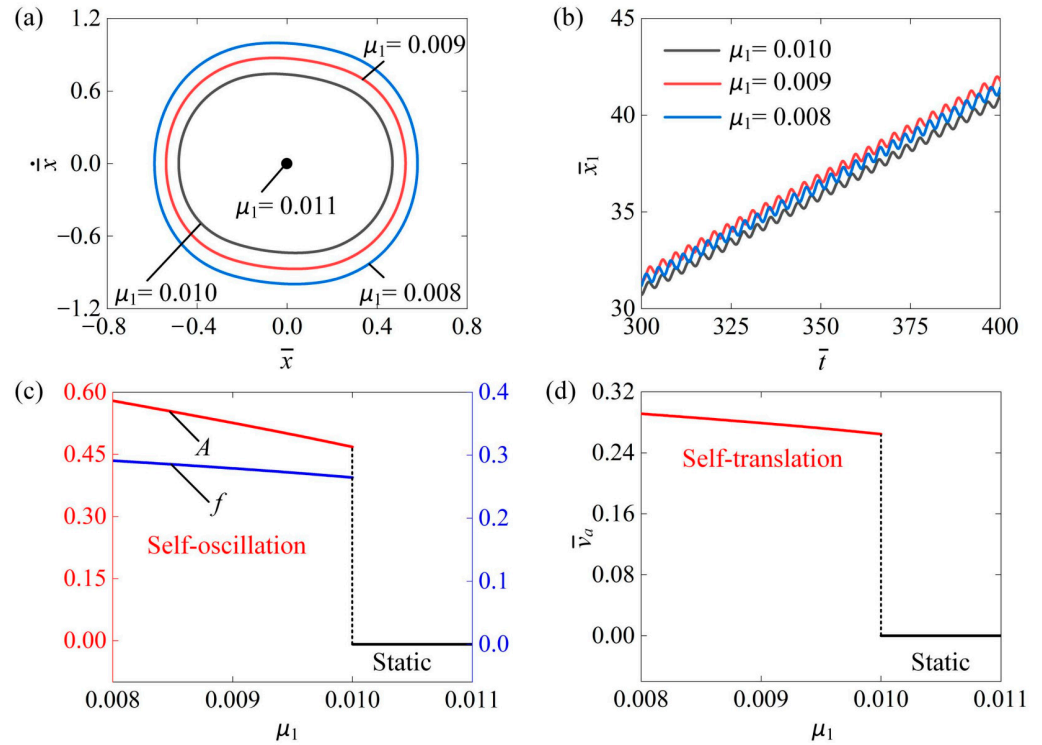 (a)
1.2
0.6
0.0
−0.6
−1.2
ẋ̅
μ₁= 0.009
μ₁= 0.011
μ₁= 0.010
μ₁= 0.008
−0.8
−0.4
0.0
0.4
0.8
x̅
(b)
45
40
35
30
x̅₁
μ₁= 0.010
μ₁= 0.009
μ₁= 0.008
300
325
350
375
400
t̅
(c)
0.60
0.45
0.30
0.15
0.00
0.4
0.3
0.2
0.1
0.0
A
f
Self-oscillation
Static
0.008
0.009
0.010
0.011
μ₁
(d)
0.32
0.24
0.16
0.08
0.00
v̅ₐ
Self-translation
Static
0.008
0.009
0.010
0.011
μ₁